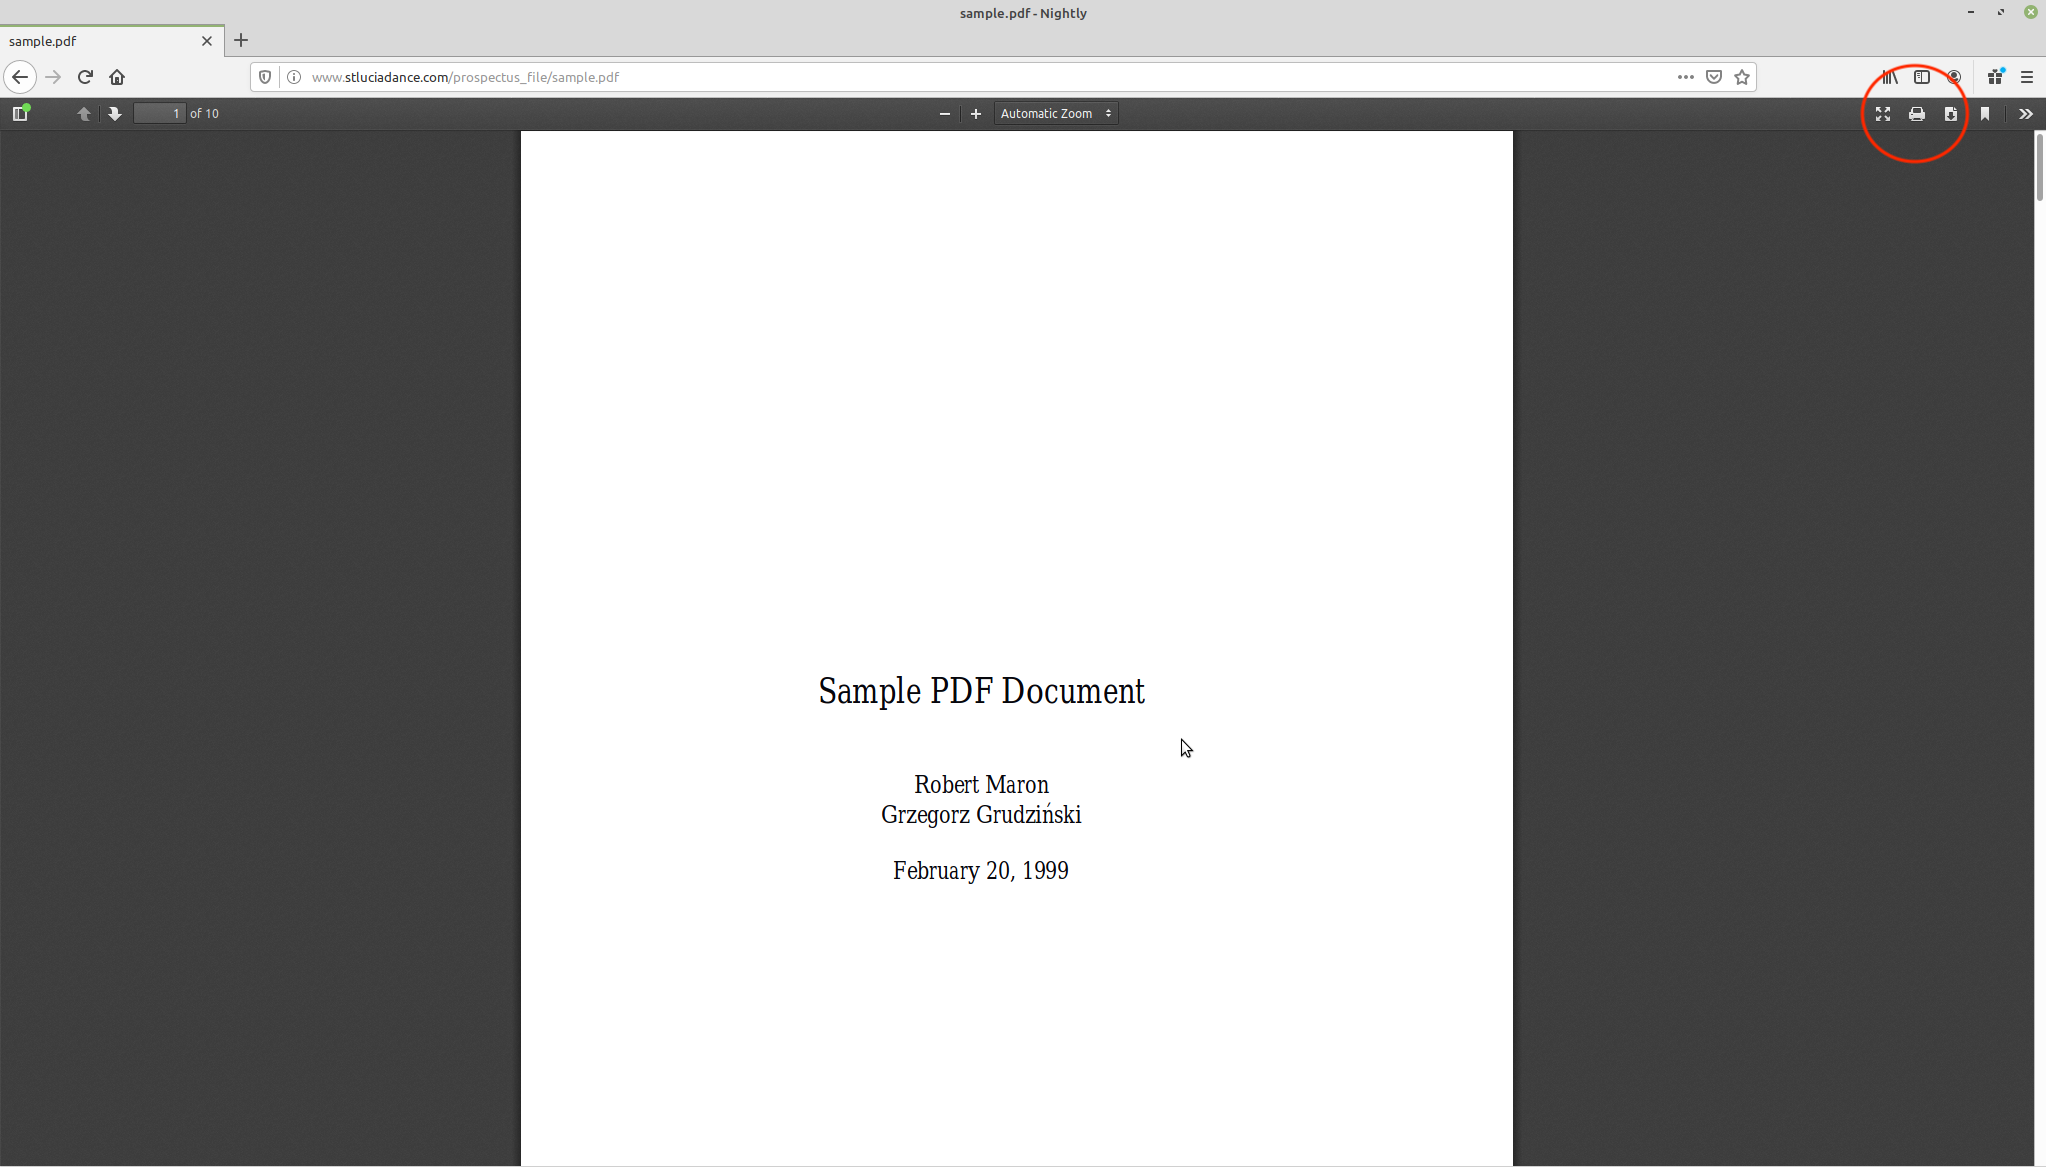 sample.pdf - Nightly
sample.pdf
www.stluciadance.com/prospectus_file/sample.pdf
1 of 10
Automatic Zoom
Sample PDF Document
Robert Maron
Grzegorz Grudziński
February 20, 1999